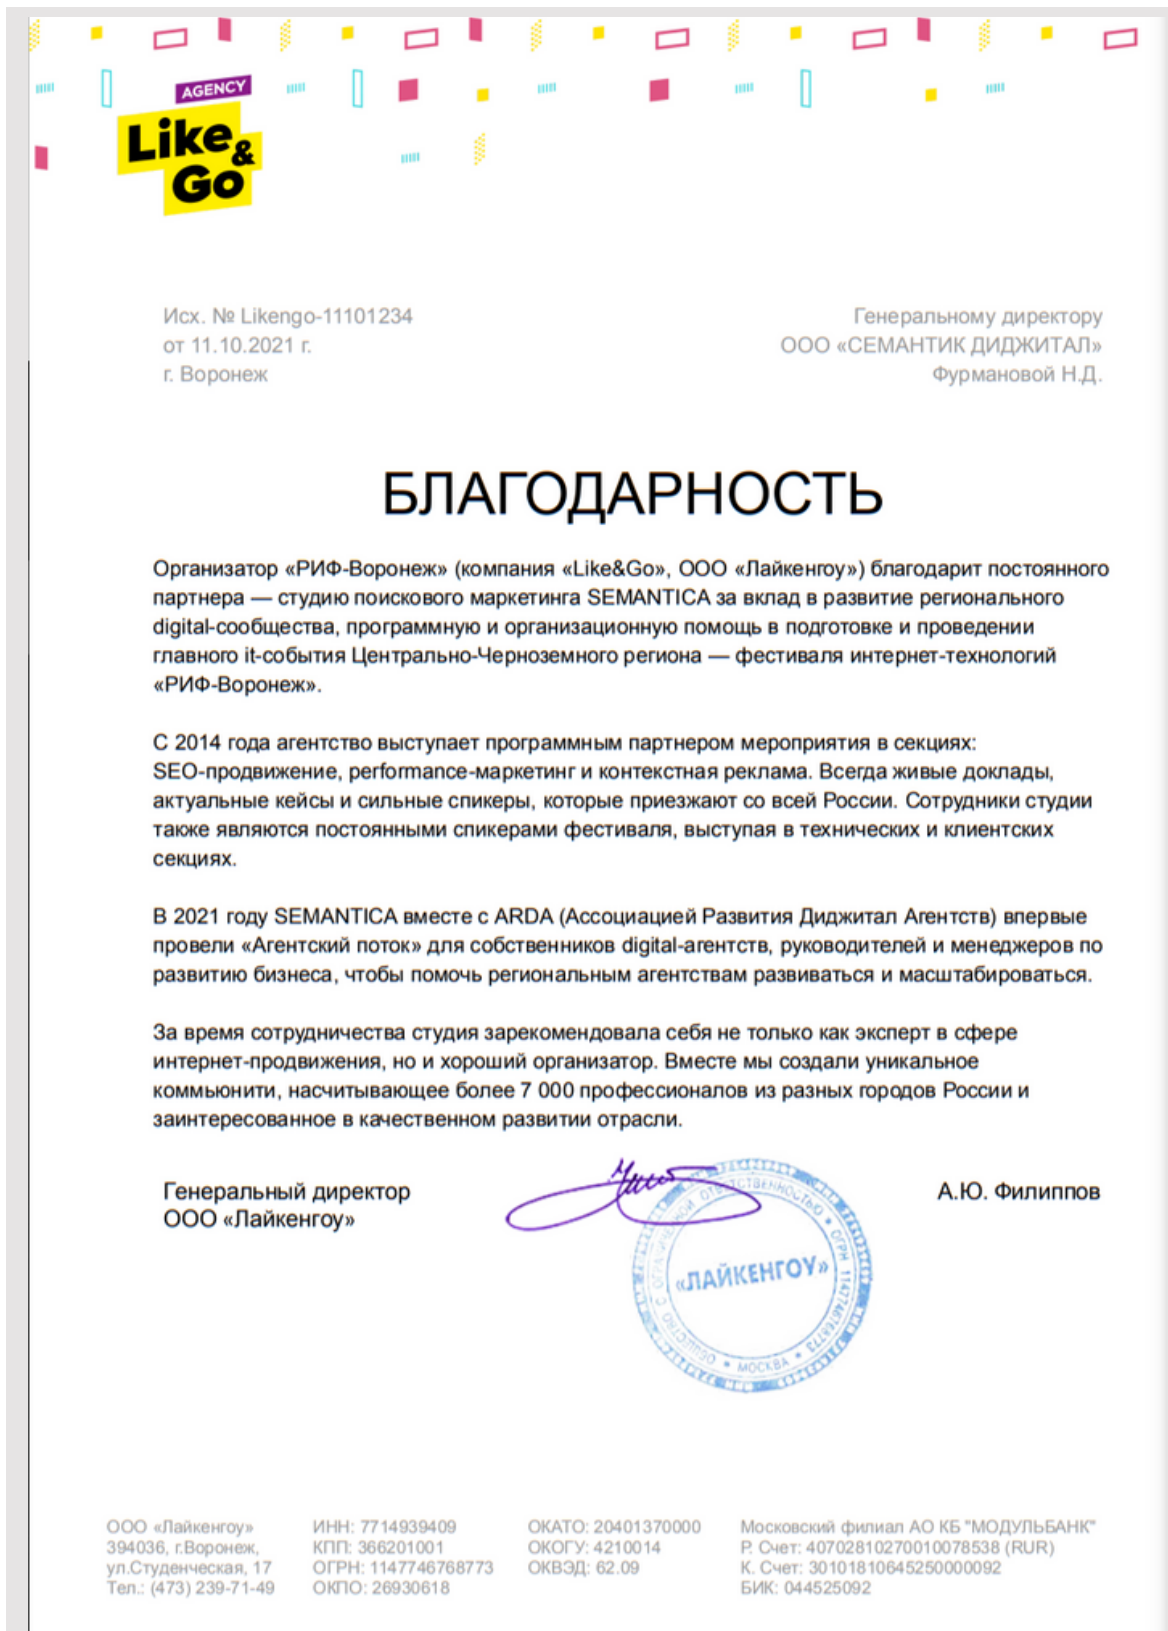 AGENCY
Like&
Go
Исх. № Likengo-11101234
от 11.10.2021 г.
г. Воронеж
Генеральному директору
ООО «СЕМАНТИК ДИДЖИТАЛ»
Фурмановой Н.Д.
БЛАГОДАРНОСТЬ
Организатор «РИФ-Воронеж» (компания «Like&Go», ООО «Лайкенгоу») благодарит постоянного
партнера — студию поискового маркетинга SEMANTICA за вклад в развитие регионального
digital-сообщества, программную и организационную помощь в подготовке и проведении
главного it-события Центрально-Черноземного региона — фестиваля интернет-технологий
«РИФ-Воронеж».
С 2014 года агентство выступает программным партнером мероприятия в секциях:
SEO-продвижение, performance-маркетинг и контекстная реклама. Всегда живые доклады,
актуальные кейсы и сильные спикеры, которые приезжают со всей России. Сотрудники студии
также являются постоянными спикерами фестиваля, выступая в технических и клиентских
секциях.
В 2021 году SEMANTICA вместе с ARDA (Ассоциацией Развития Диджитал Агентств) впервые
провели «Агентский поток» для собственников digital-агентств, руководителей и менеджеров по
развитию бизнеса, чтобы помочь региональным агентствам развиваться и масштабироваться.
За время сотрудничества студия зарекомендовала себя не только как эксперт в сфере
интернет-продвижения, но и хороший организатор. Вместе мы создали уникальное
коммьюнити, насчитывающее более 7 000 профессионалов из разных городов России и
заинтересованное в качественном развитии отрасли.
Генеральный директор
ООО «Лайкенгоу»
А.Ю. Филиппов
ОБЩЕСТВО С ОГРАНИЧЕННОЙ ОТВЕТСТВЕННОСТЬЮ * ОГРН 1147746768773 * МОСКВА *
«ЛАЙКЕНГОУ»
ООО «Лайкенгоу»
394036, г.Воронеж,
ул.Студенческая, 17
Тел.: (473) 239-71-49
ИНН: 7714939409
КПП: 366201001
ОГРН: 1147746768773
ОКПО: 26930618
ОКАТО: 20401370000
ОКОГУ: 4210014
ОКВЭД: 62.09
Московский филиал АО КБ "МОДУЛЬБАНК"
Р. Счет: 40702810270010078538 (RUR)
К. Счет: 30101810645250000092
БИК: 044525092